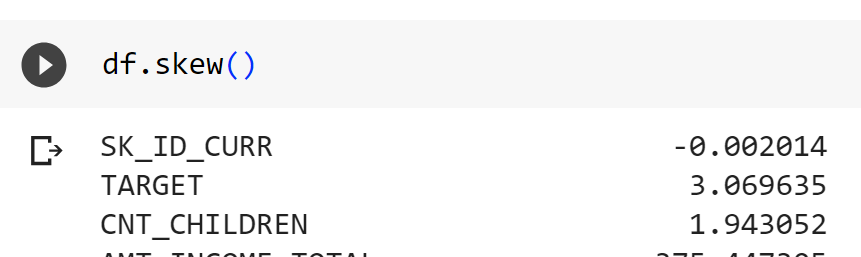 df.skew()
SK_ID_CURR -0.002014
TARGET 3.069635
CNT_CHILDREN 1.943052